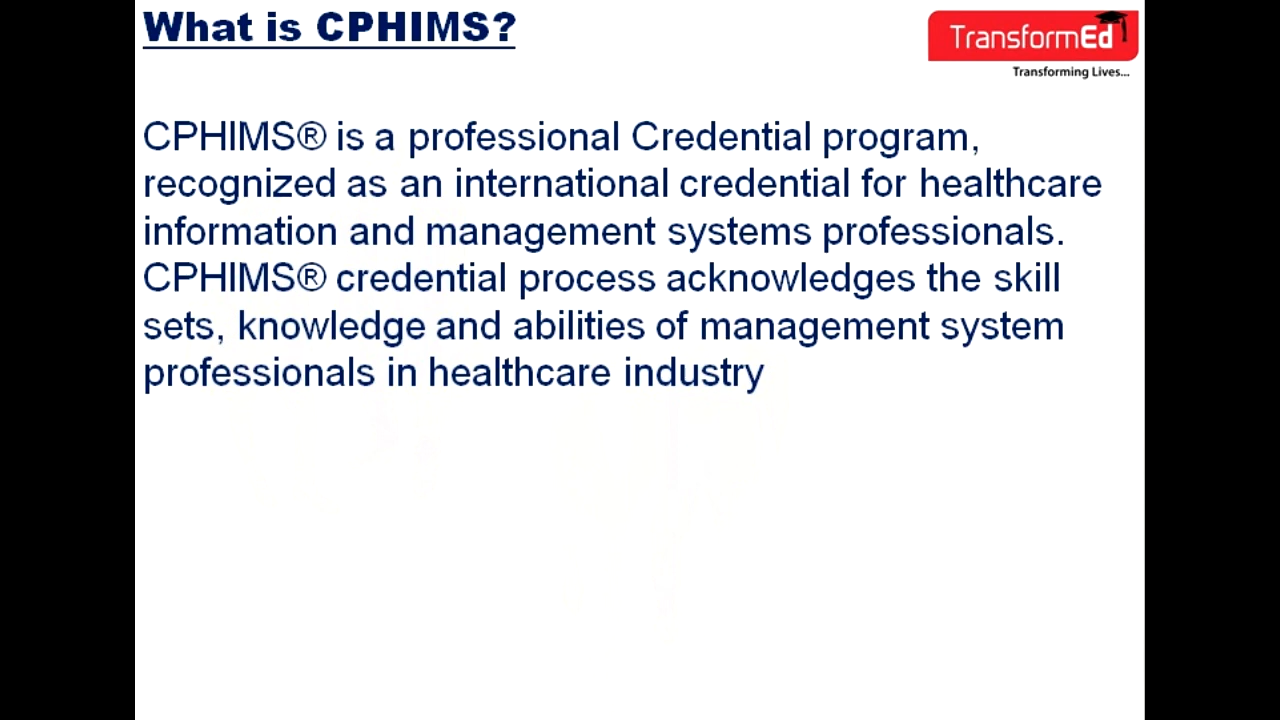 What is CPHIMS?
TransformEd
Transforming Lives...
CPHIMS® is a professional Credential program,
recognized as an international credential for healthcare
information and management systems professionals.
CPHIMS® credential process acknowledges the skill
sets, knowledge and abilities of management system
professionals in healthcare industry